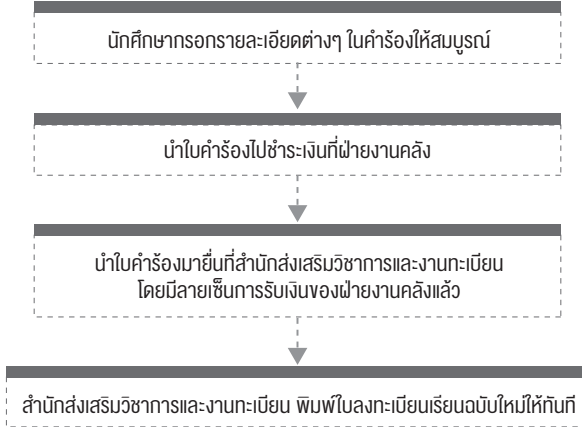 นักศึกษากรอกรายละเอียดต่างๆ ในคำร้องให้สมบูรณ์
นำใบคำร้องไปชำระเงินที่ฝ่ายงานคลัง
นำใบคำร้องมายื่นที่สำนักส่งเสริมวิชาการและงานทะเบียน
โดยมีลายเซ็นการรับเงินของฝ่ายงานคลังแล้ว
สำนักส่งเสริมวิชาการและงานทะเบียน พิมพ์ใบลงทะเบียนเรียนฉบับใหม่ให้ทันที